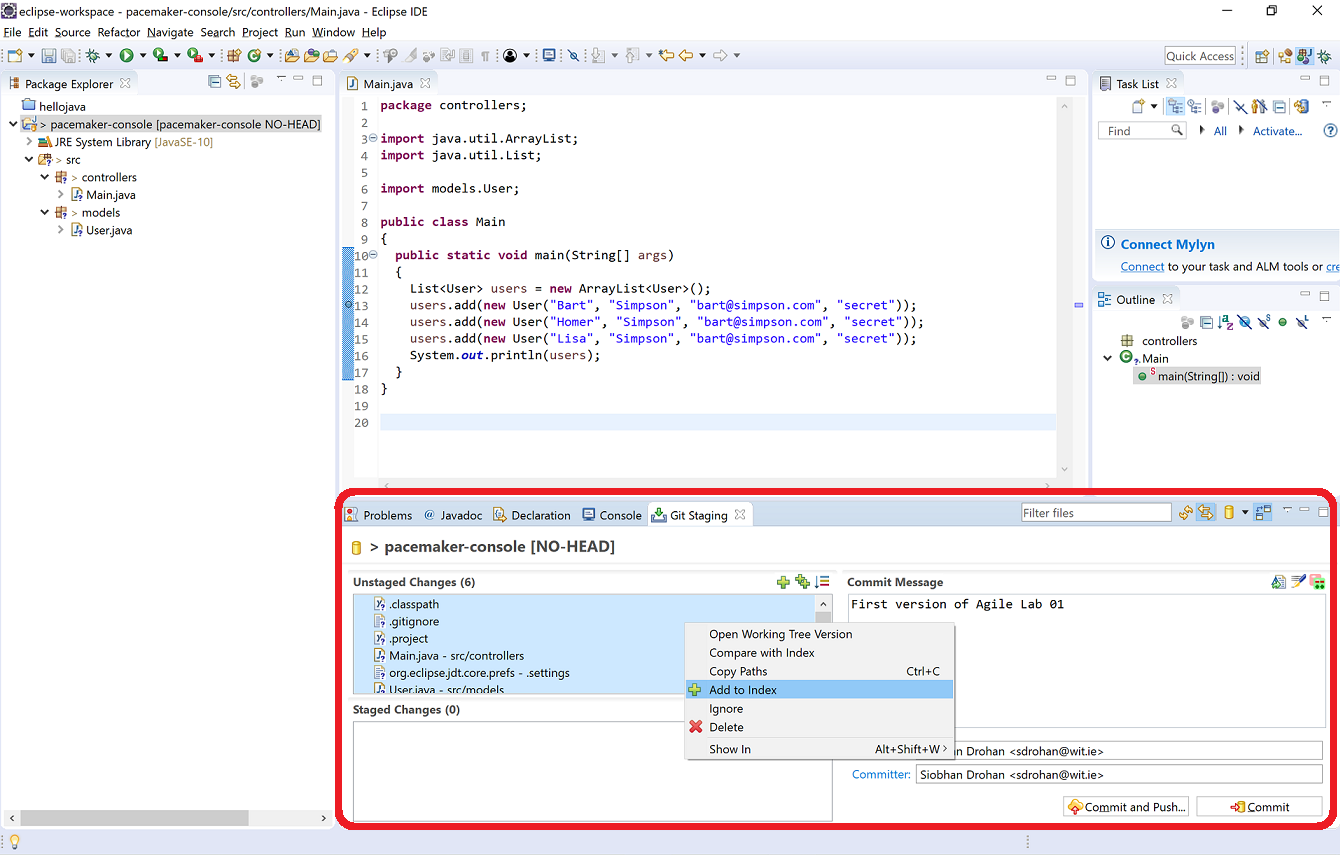 eclipse-workspace - pacemaker-console/src/controllers/Main.java - Eclipse IDE
File Edit Source Refactor Navigate Search Project Run Window Help
Quick Access
Package Explorer
hellojava
> pacemaker-console [pacemaker-console NO-HEAD]
JRE System Library [JavaSE-10]
> src
> controllers
Main.java
> models
User.java
Main.java
1 package controllers;
2
3 import java.util.ArrayList;
4 import java.util.List;
5
6 import models.User;
7
8 public class Main
9 {
10 public static void main(String[] args)
11 {
12 List<User> users = new ArrayList<User>();
13 users.add(new User("Bart", "Simpson", "bart@simpson.com", "secret"));
14 users.add(new User("Homer", "Simpson", "bart@simpson.com", "secret"));
15 users.add(new User("Lisa", "Simpson", "bart@simpson.com", "secret"));
16 System.out.println(users);
17 }
18 }
19
20
Task List
Find All Activate...
Connect Mylyn
Connect to your task and ALM tools or cre
Outline
controllers
Main
main(String[]) : void
Problems @ Javadoc Declaration Console Git Staging
Filter files
> pacemaker-console [NO-HEAD]
Unstaged Changes (6)
.classpath
.gitignore
.project
Main.java - src/controllers
org.eclipse.jdt.core.prefs - .settings
User.java - src/models
Staged Changes (0)
Open Working Tree Version
Compare with Index
Copy Paths Ctrl+C
Add to Index
Ignore
Delete
Show In Alt+Shift+W >
Commit Message
First version of Agile Lab 01
an Drohan <sdrohan@wit.ie>
Committer: Siobhan Drohan <sdrohan@wit.ie>
Commit and Push... Commit